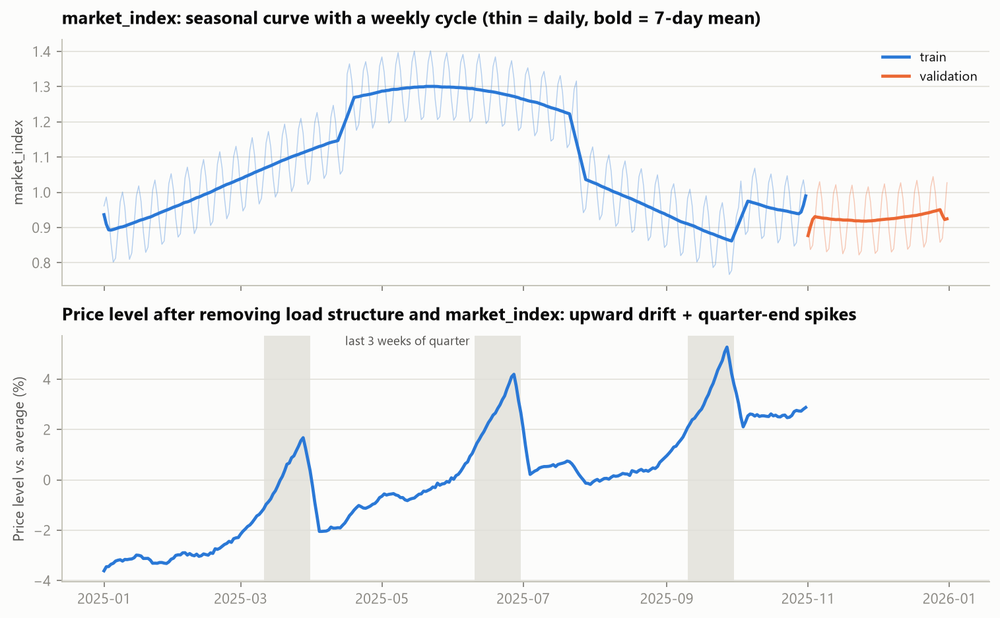 market_index: seasonal curve with a weekly cycle (thin = daily, bold = 7-day mean)
1.4
1.3
1.2
1.1
1.0
0.9
0.8
market_index
train
validation
Price level after removing load structure and market_index: upward drift + quarter-end spikes
last 3 weeks of quarter
4
2
0
−2
−4
Price level vs. average (%)
2025-01
2025-03
2025-05
2025-07
2025-09
2025-11
2026-01